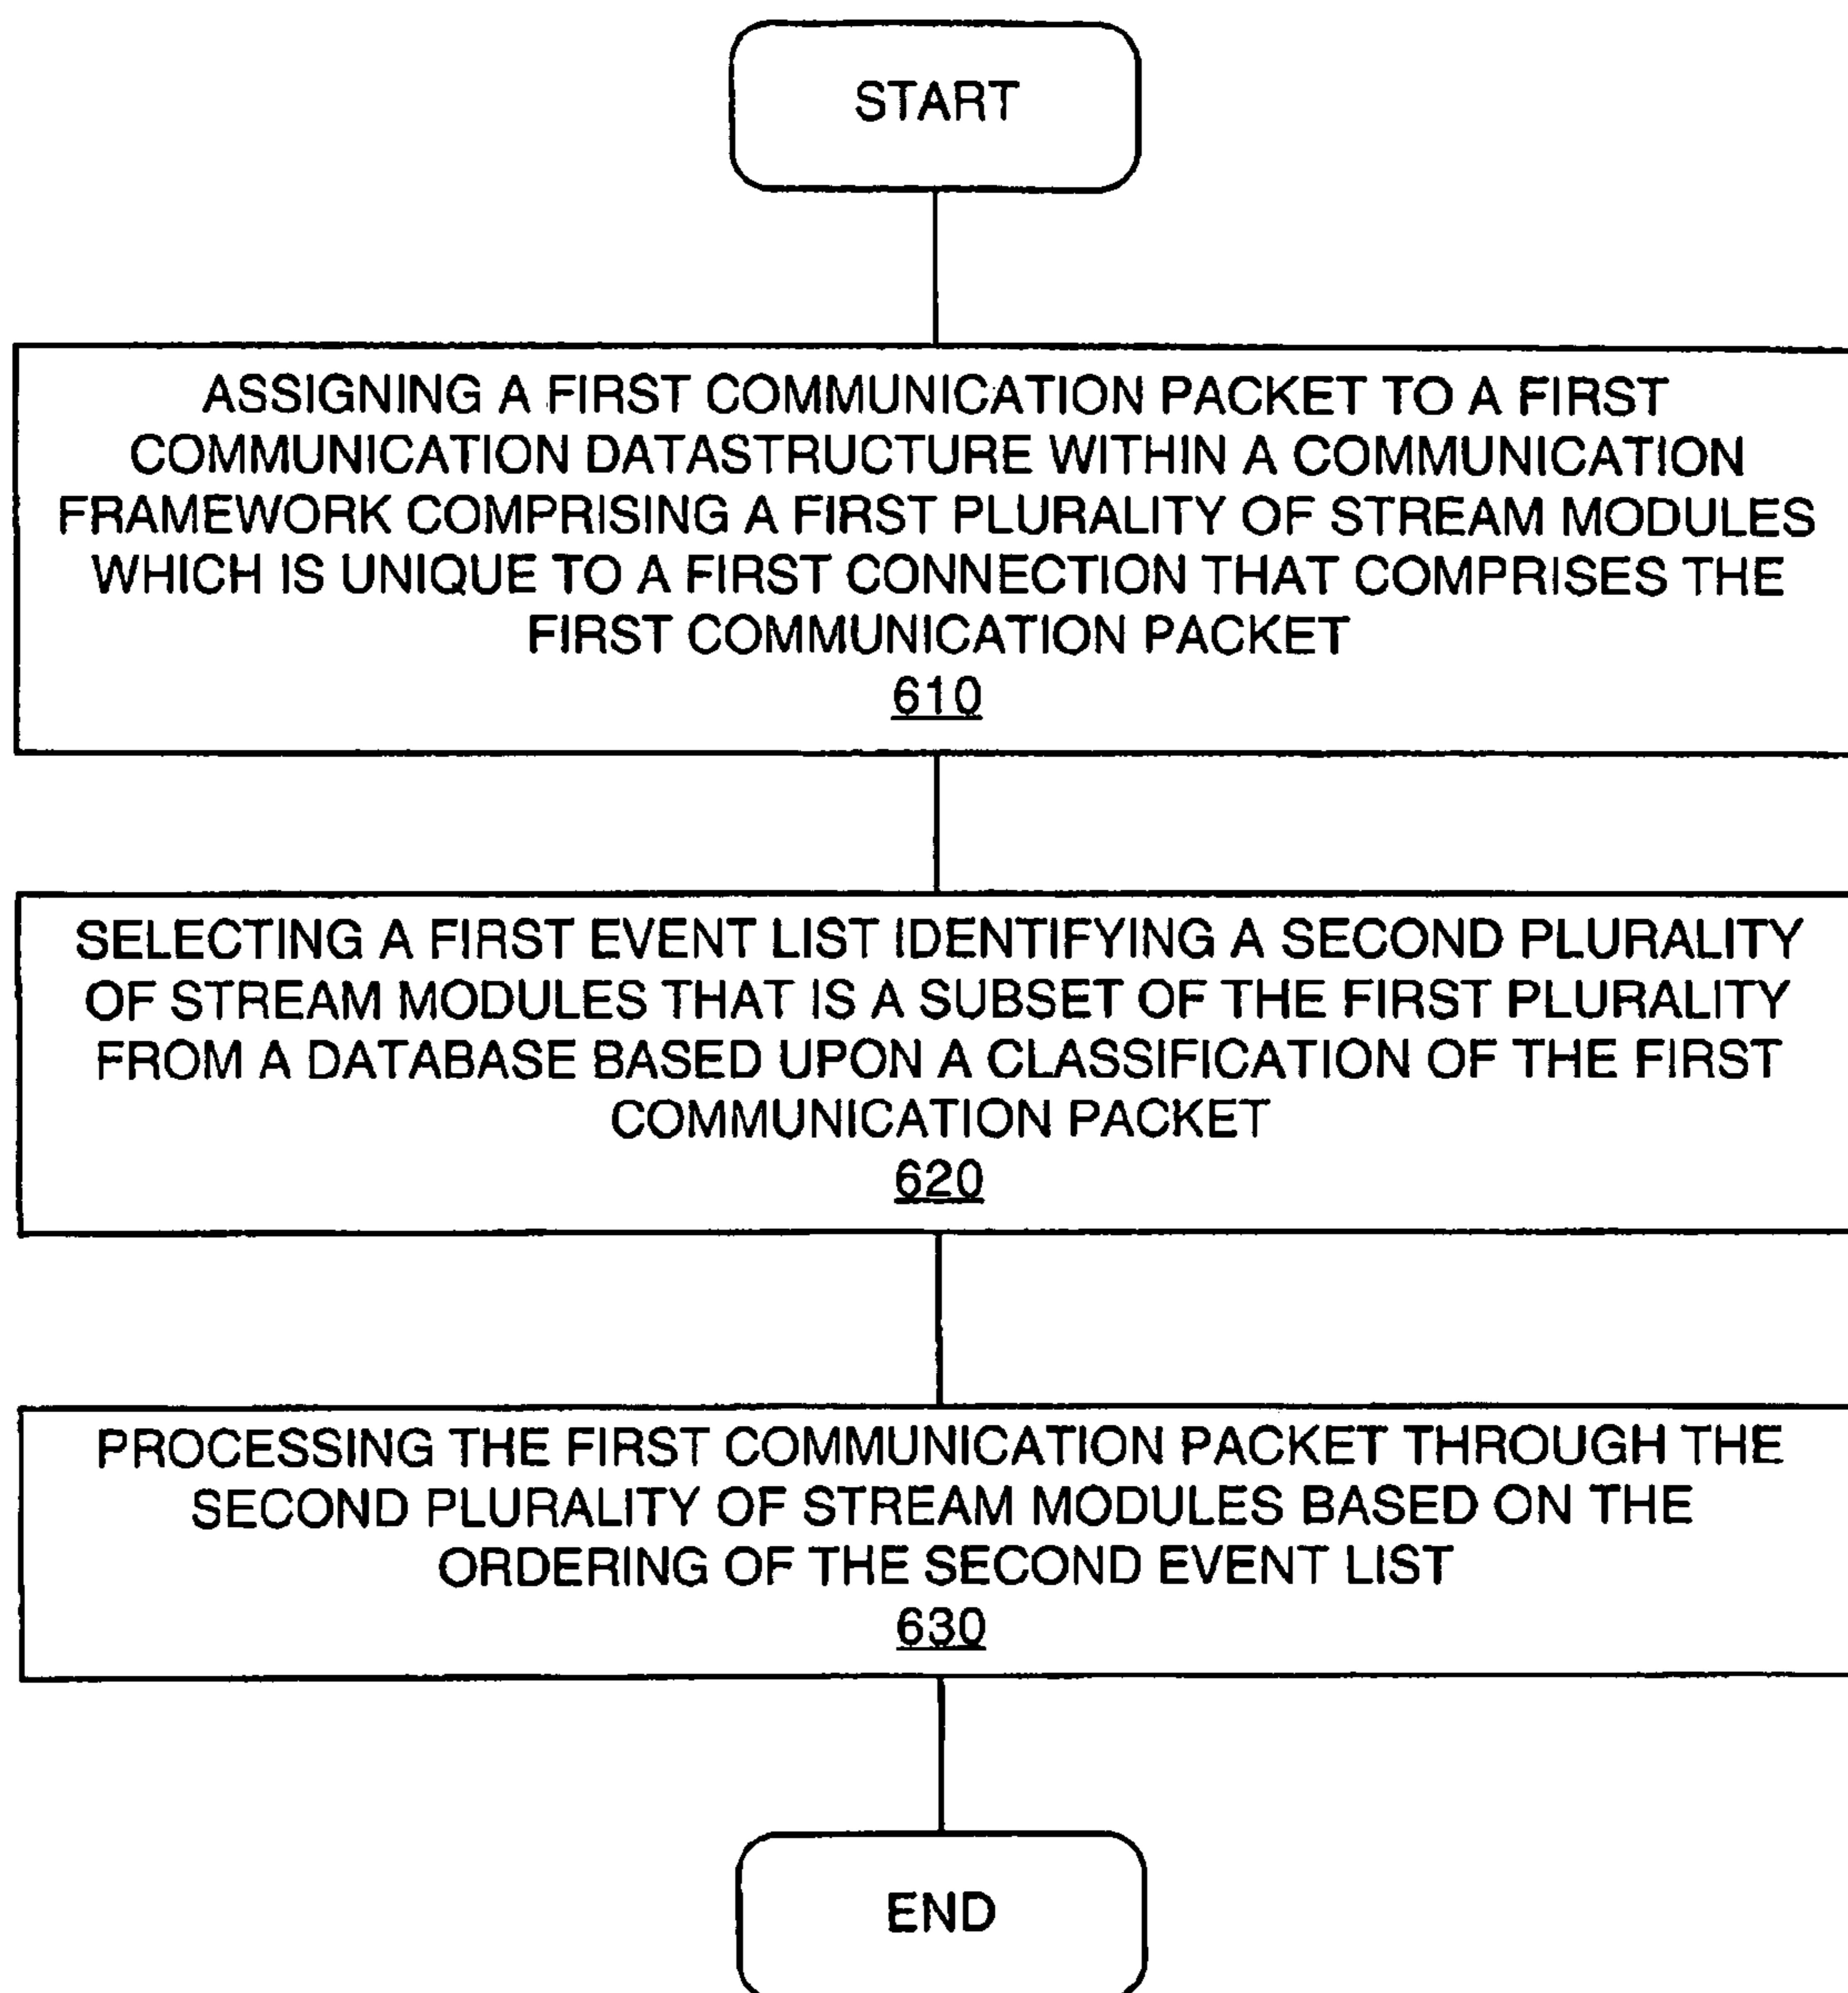 START
ASSIGNING A FIRST COMMUNICATION PACKET TO A FIRST
COMMUNICATION DATASTRUCTURE WITHIN A COMMUNICATION
FRAMEWORK COMPRISING A FIRST PLURALITY OF STREAM MODULES
WHICH IS UNIQUE TO A FIRST CONNECTION THAT COMPRISES THE
FIRST COMMUNICATION PACKET
610
SELECTING A FIRST EVENT LIST IDENTIFYING A SECOND PLURALITY
OF STREAM MODULES THAT IS A SUBSET OF THE FIRST PLURALITY
FROM A DATABASE BASED UPON A CLASSIFICATION OF THE FIRST
COMMUNICATION PACKET
620
PROCESSING THE FIRST COMMUNICATION PACKET THROUGH THE
SECOND PLURALITY OF STREAM MODULES BASED ON THE
ORDERING OF THE SECOND EVENT LIST
630
END